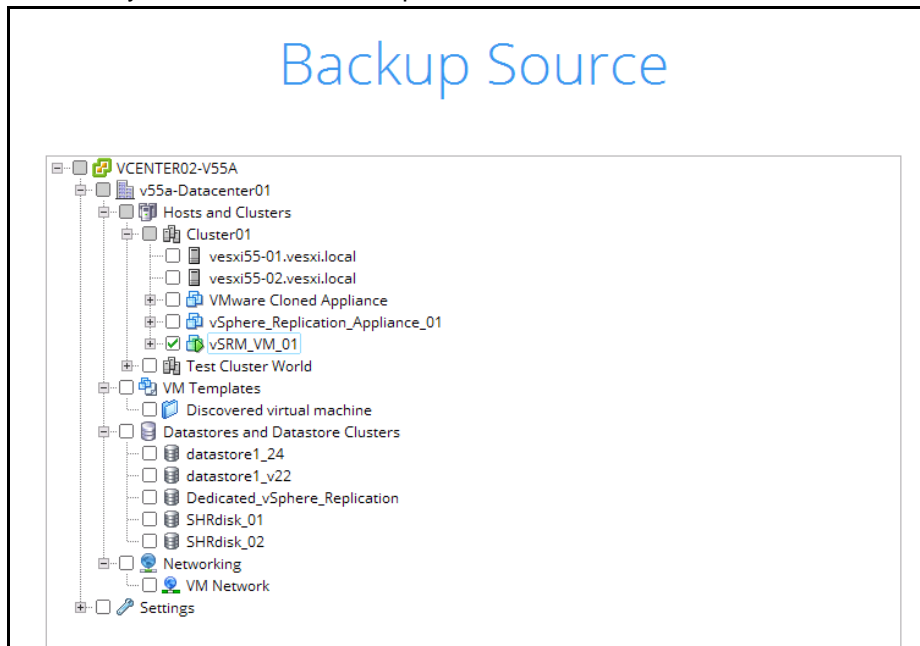 Backup Source
VCENTER02-V55A
v55a-Datacenter01
Hosts and Clusters
Cluster01
vesxi55-01.vesxi.local
vesxi55-02.vesxi.local
VMware Cloned Appliance
vSphere_Replication_Appliance_01
vSRM_VM_01
Test Cluster World
VM Templates
Discovered virtual machine
Datastores and Datastore Clusters
datastore1_24
datastore1_v22
Dedicated_vSphere_Replication
SHRdisk_01
SHRdisk_02
Networking
VM Network
Settings